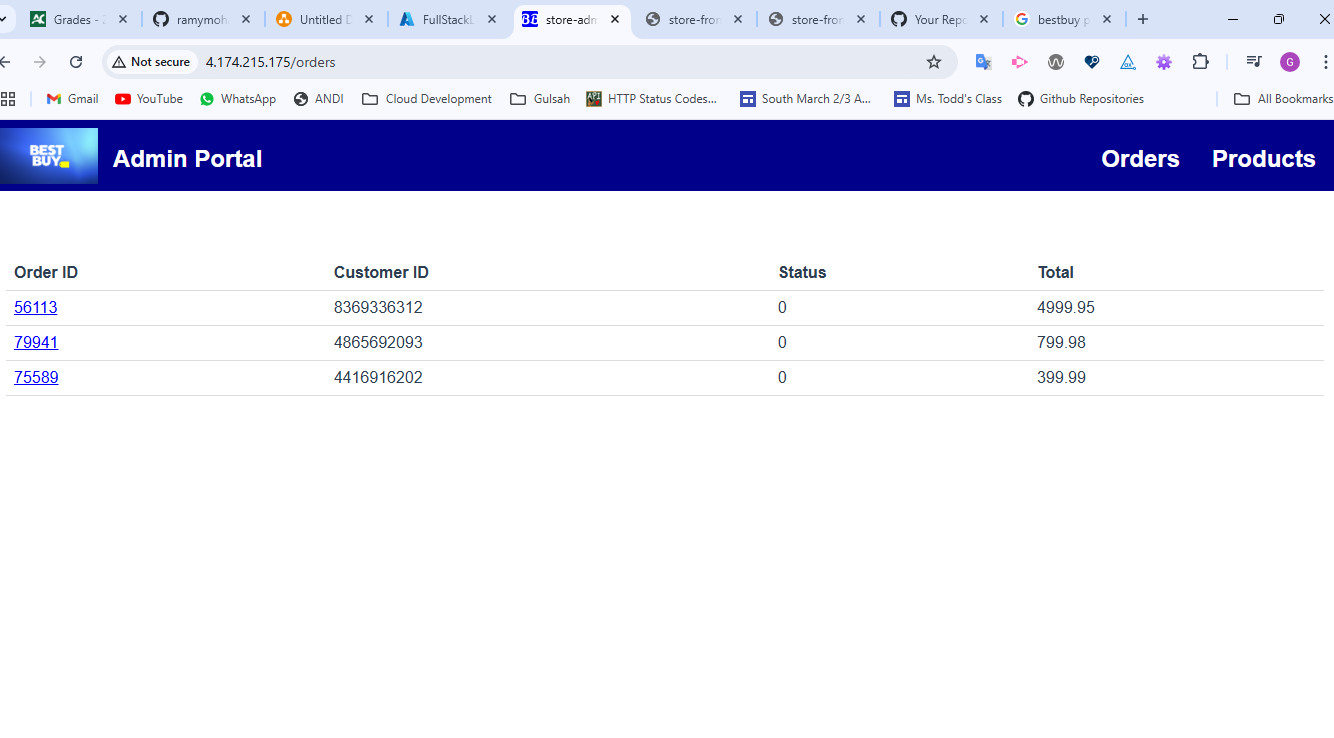 Grades - 2
ramymoh
Untitled D
FullStackL
store-adm
store-fron
store-fron
Your Repo
bestbuy p
Not secure
4.174.215.175/orders
G
Gmail
YouTube
WhatsApp
ANDI
Cloud Development
Gulsah
HTTP Status Codes...
South March 2/3 A...
Ms. Todd's Class
Github Repositories
All Bookmarks
BEST
BUY
Admin Portal
Orders
Products
Order ID Customer ID Status Total
56113 8369336312 0 4999.95
79941 4865692093 0 799.98
75589 4416916202 0 399.99